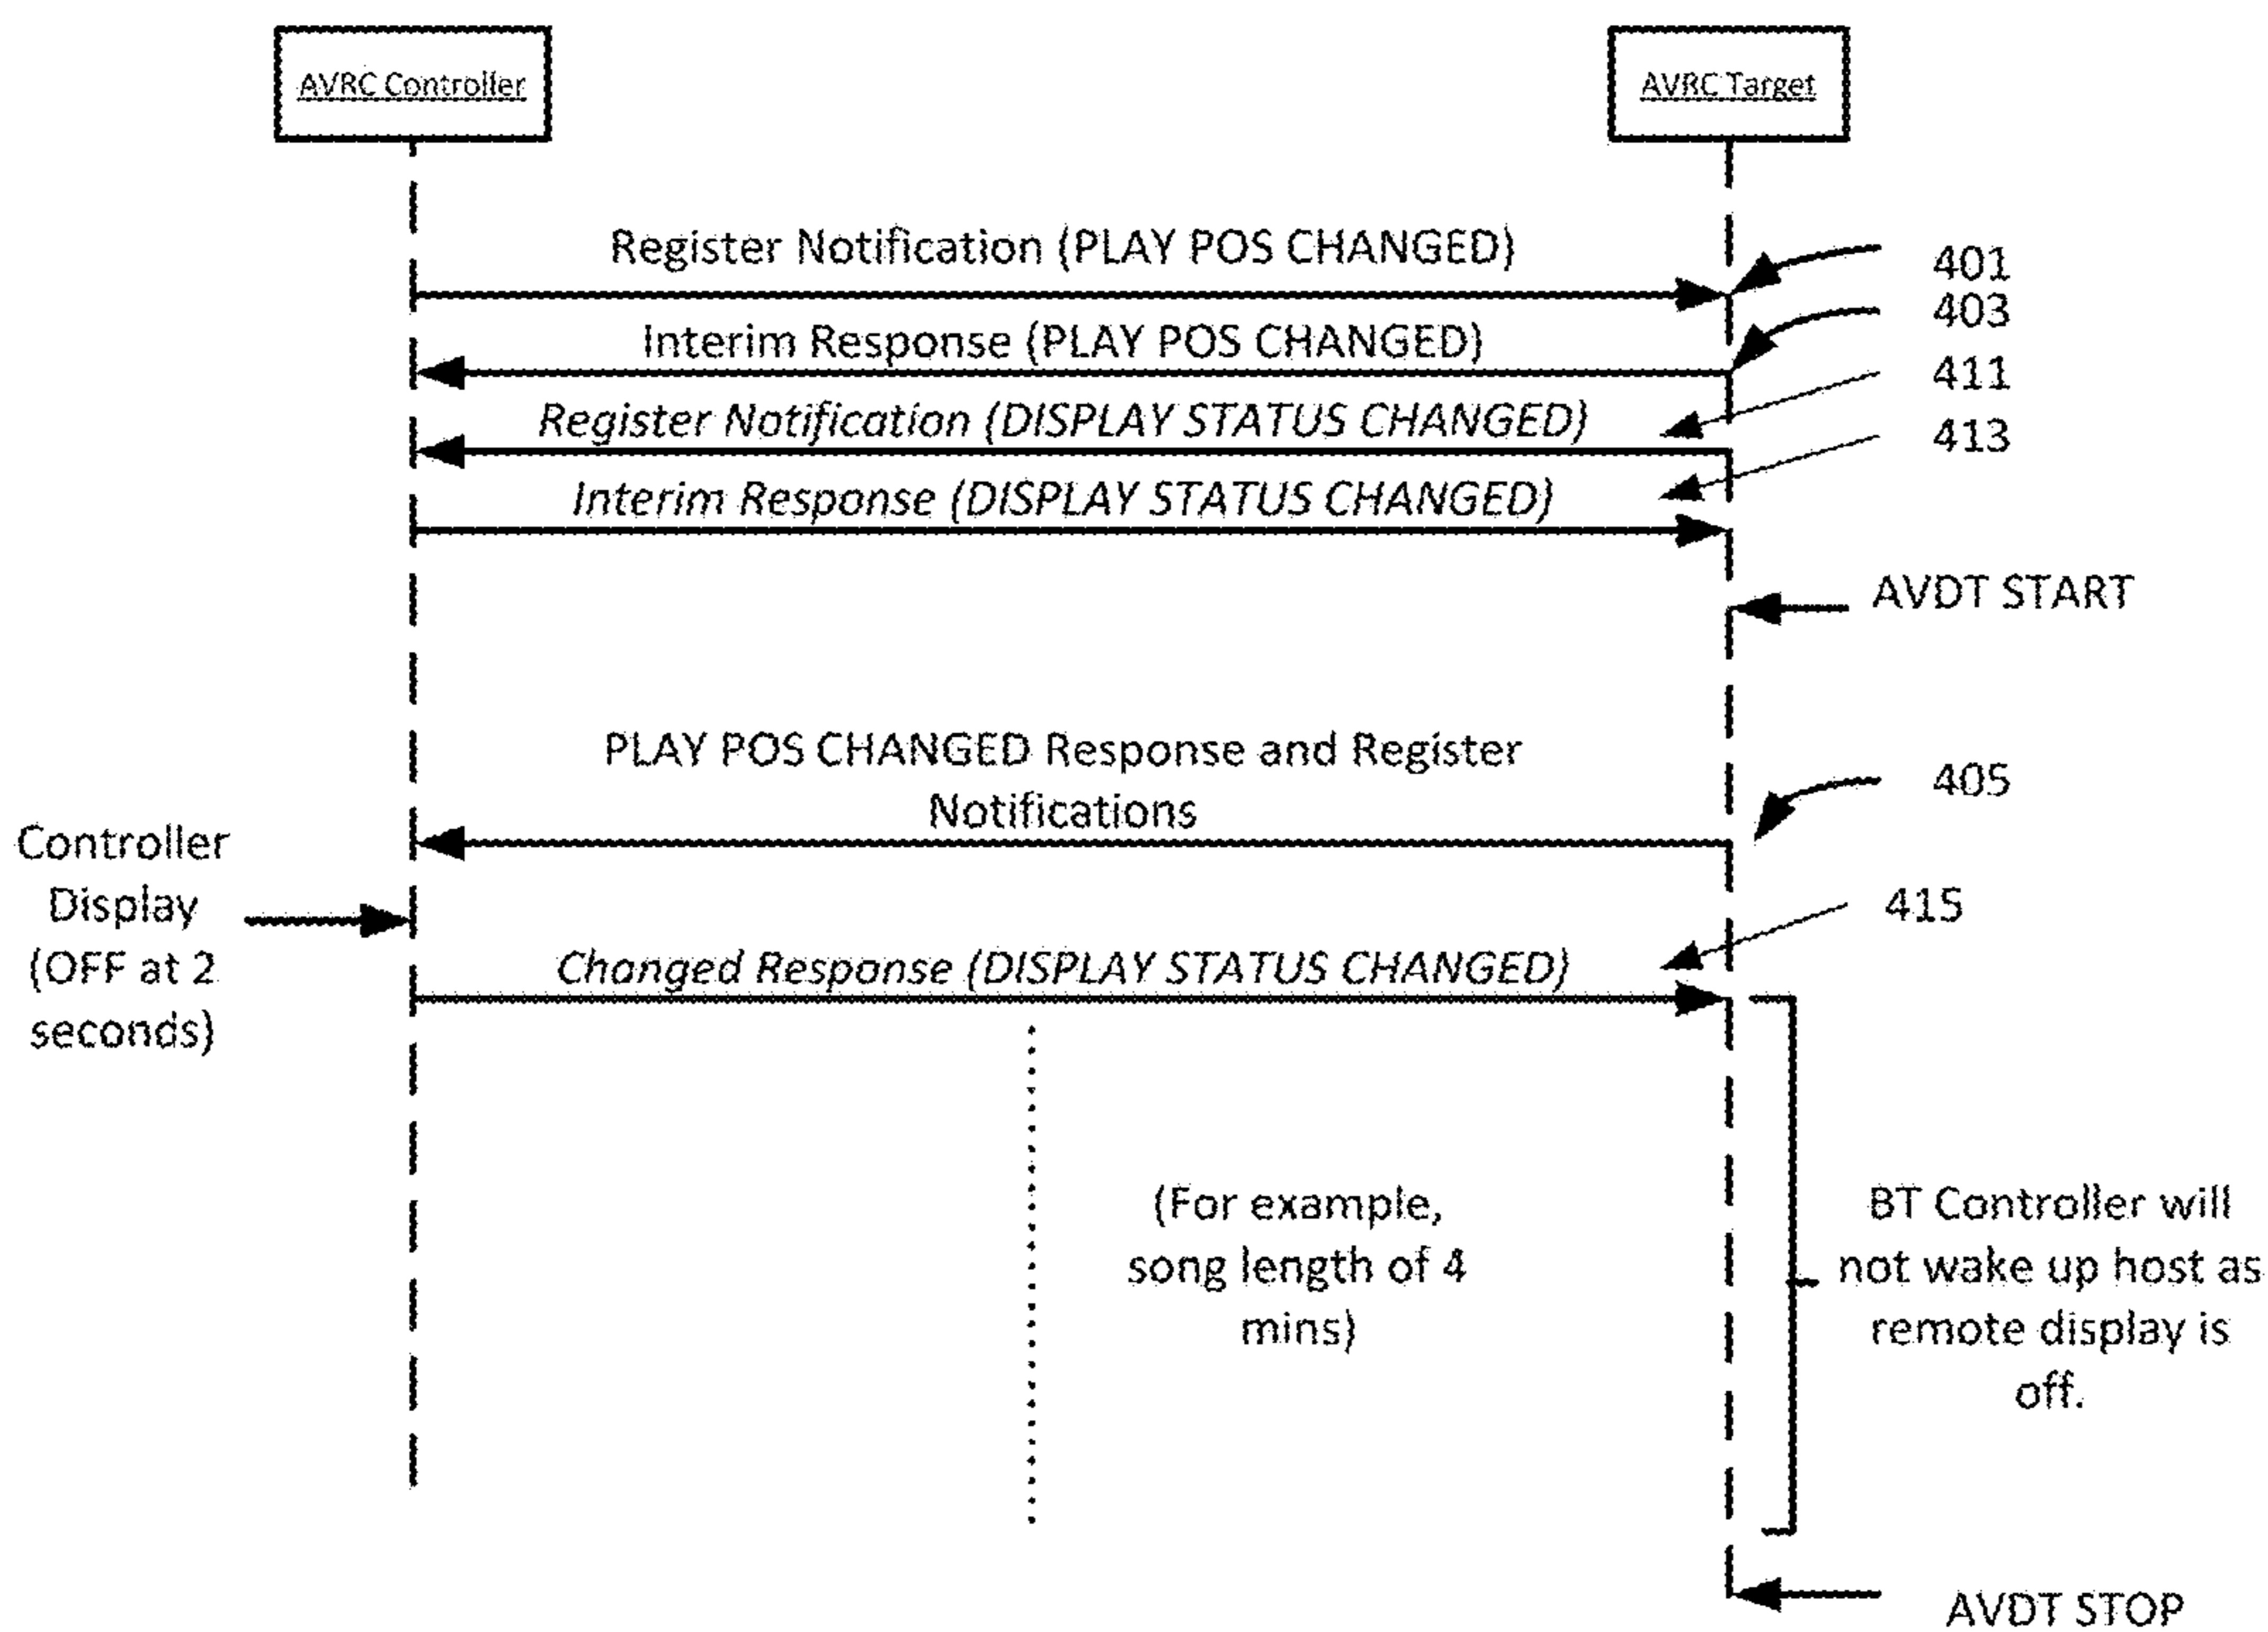 AVRC Controller
AVRC Target
Register Notification (PLAY POS CHANGED)
401
Interim Response (PLAY POS CHANGED)
403
411
Register Notification (DISPLAY STATUS CHANGED)
413
Interim Response (DISPLAY STATUS CHANGED)
AVDT START
PLAY POS CHANGED Response and Register
Notifications
405
Controller
Display
(OFF at 2
seconds)
415
Changed Response (DISPLAY STATUS CHANGED)
(For example,
song length of 4
mins)
BT Controller will
not wake up host as
remote display is
off.
AVDT STOP